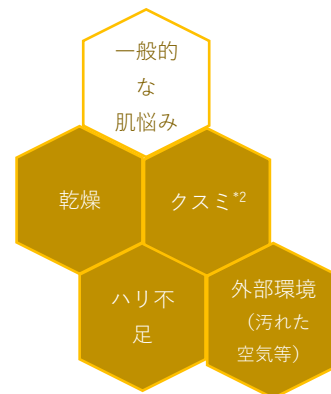 一般的
な
肌悩み
乾燥
クスミ*2
ハリ不
足
外部環境
（汚れた
空気等）